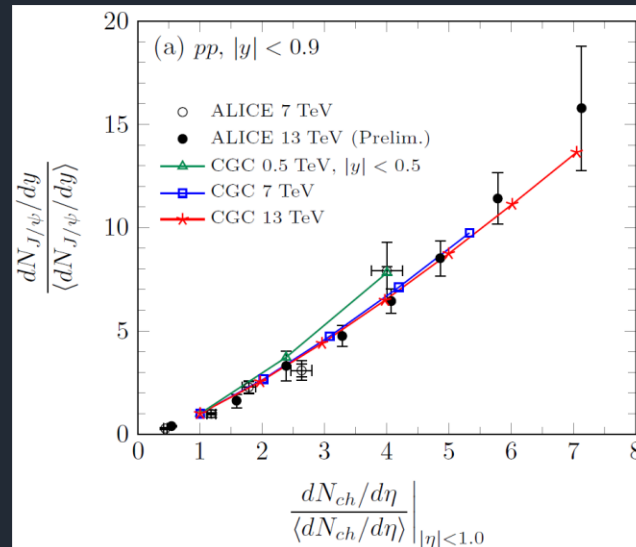 (a) pp, |y| < 0.9
ALICE 7 TeV
ALICE 13 TeV (Prelim.)
CGC 0.5 TeV, |y| < 0.5
CGC 7 TeV
CGC 13 TeV
20
15
10
5
0
dN_{J/ψ}/dy
⟨dN_{J/ψ}/dy⟩
1 2 3 4 5 6 7 8
dN_{ch}/dη
⟨dN_{ch}/dη⟩ |_{|η|<1.0}